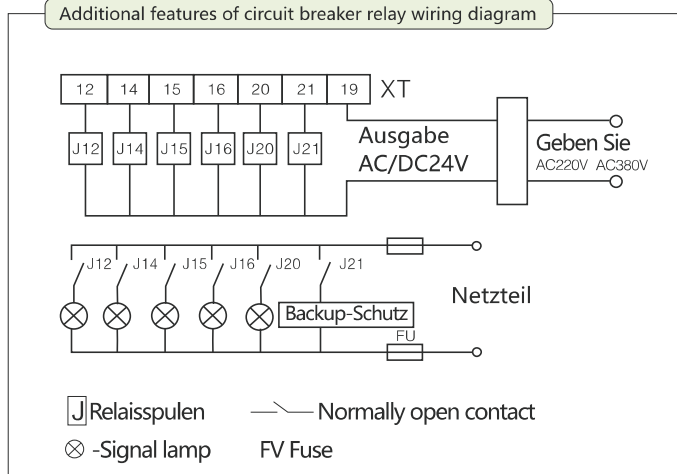 Additional features of circuit breaker relay wiring diagram
12 14 15 16 20 21 19 XT
J12 J14 J15 J16 J20 J21
Ausgabe
AC/DC24V
Geben Sie
AC220V AC380V
J12 J14 J15 J16 J20 J21
Netzteil
Backup-Schutz
FU
J Relaisspulen
Normally open contact
-Signal lamp
FV Fuse